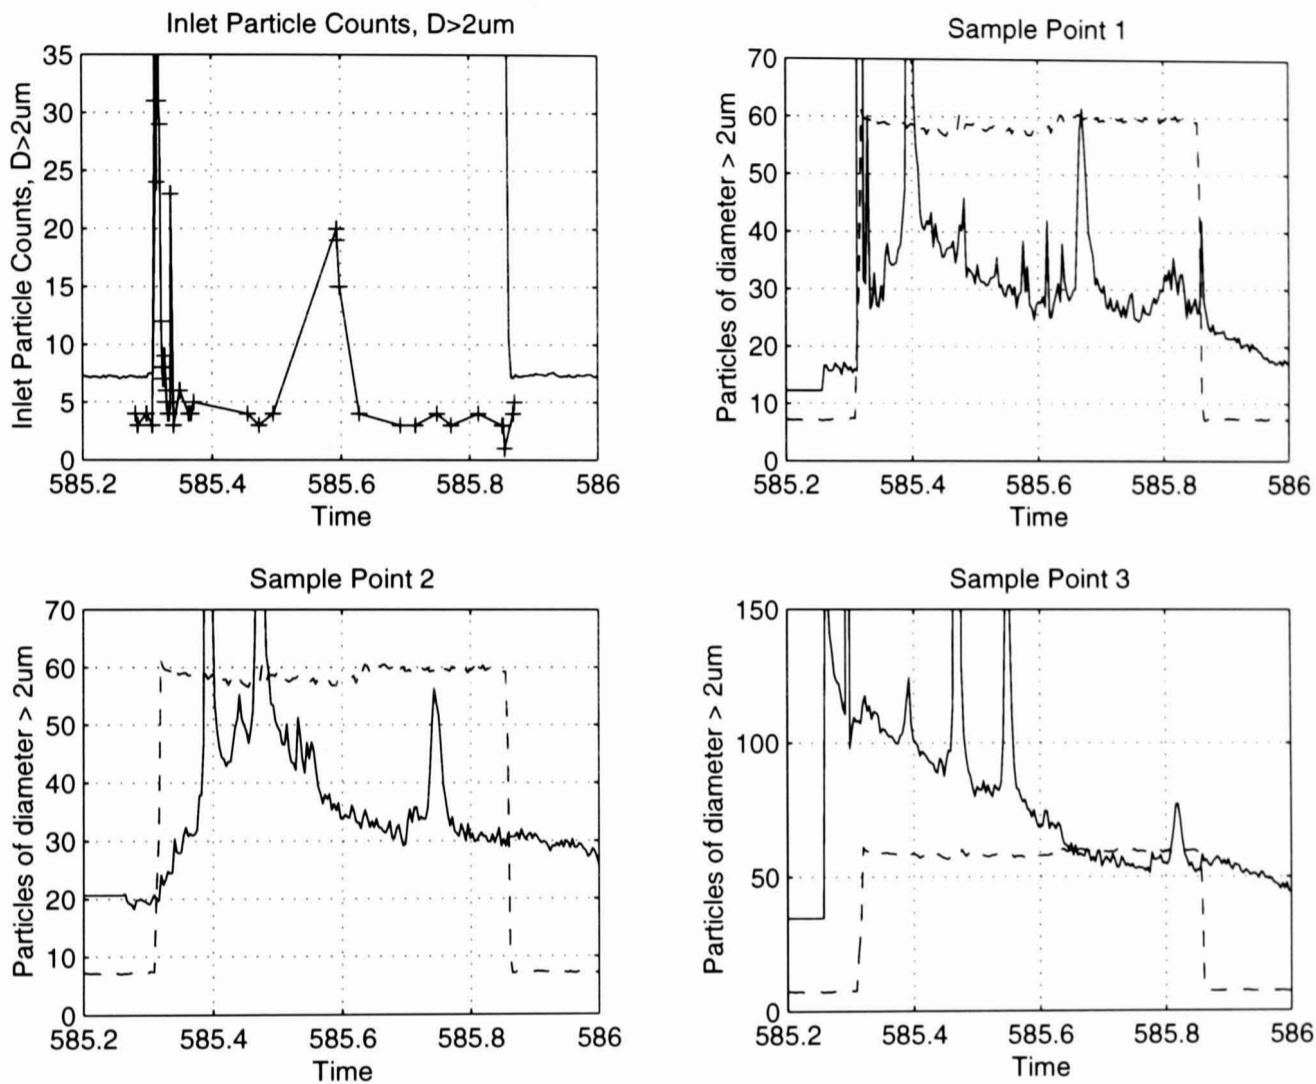 Inlet Particle Counts, D>2um
Inlet Particle Counts, D>2um
35
30
25
20
15
10
5
0
585.2 585.4 585.6 585.8 586
Time
Sample Point 1
Particles of diameter > 2um
70
60
50
40
30
20
10
0
585.2 585.4 585.6 585.8 586
Time
Sample Point 2
Particles of diameter > 2um
70
60
50
40
30
20
10
0
585.2 585.4 585.6 585.8 586
Time
Sample Point 3
Particles of diameter > 2um
150
100
50
0
585.2 585.4 585.6 585.8 586
Time